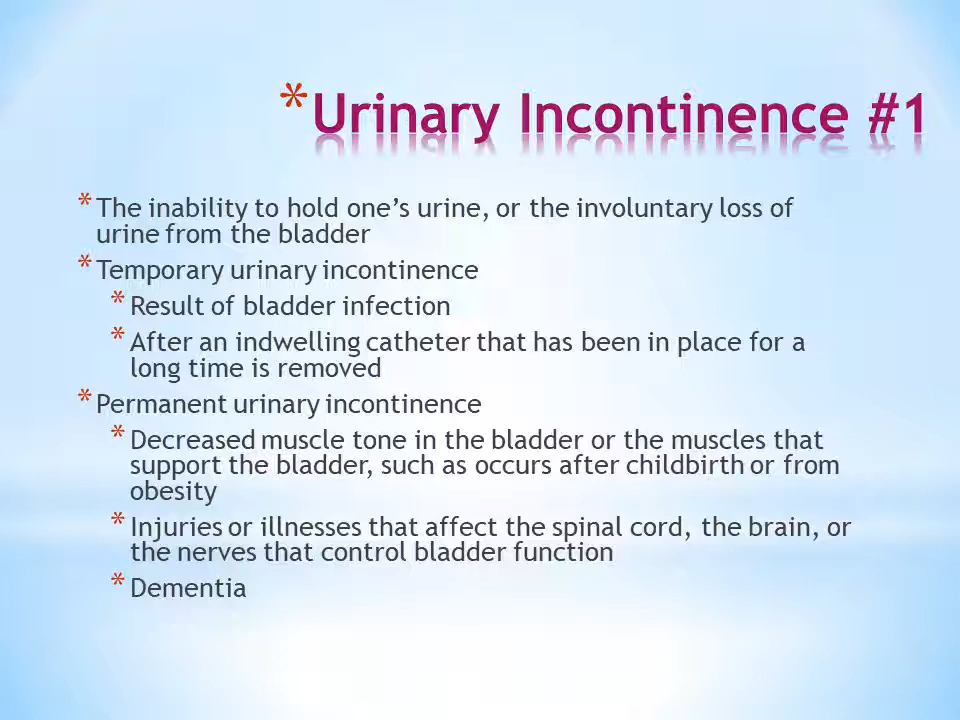 *Urinary Incontinence #1
* The inability to hold one’s urine, or the involuntary loss of
urine from the bladder
* Temporary urinary incontinence
* Result of bladder infection
* After an indwelling catheter that has been in place for a
long time is removed
* Permanent urinary incontinence
* Decreased muscle tone in the bladder or the muscles that
support the bladder, such as occurs after childbirth or from
obesity
* Injuries or illnesses that affect the spinal cord, the brain, or
the nerves that control bladder function
* Dementia